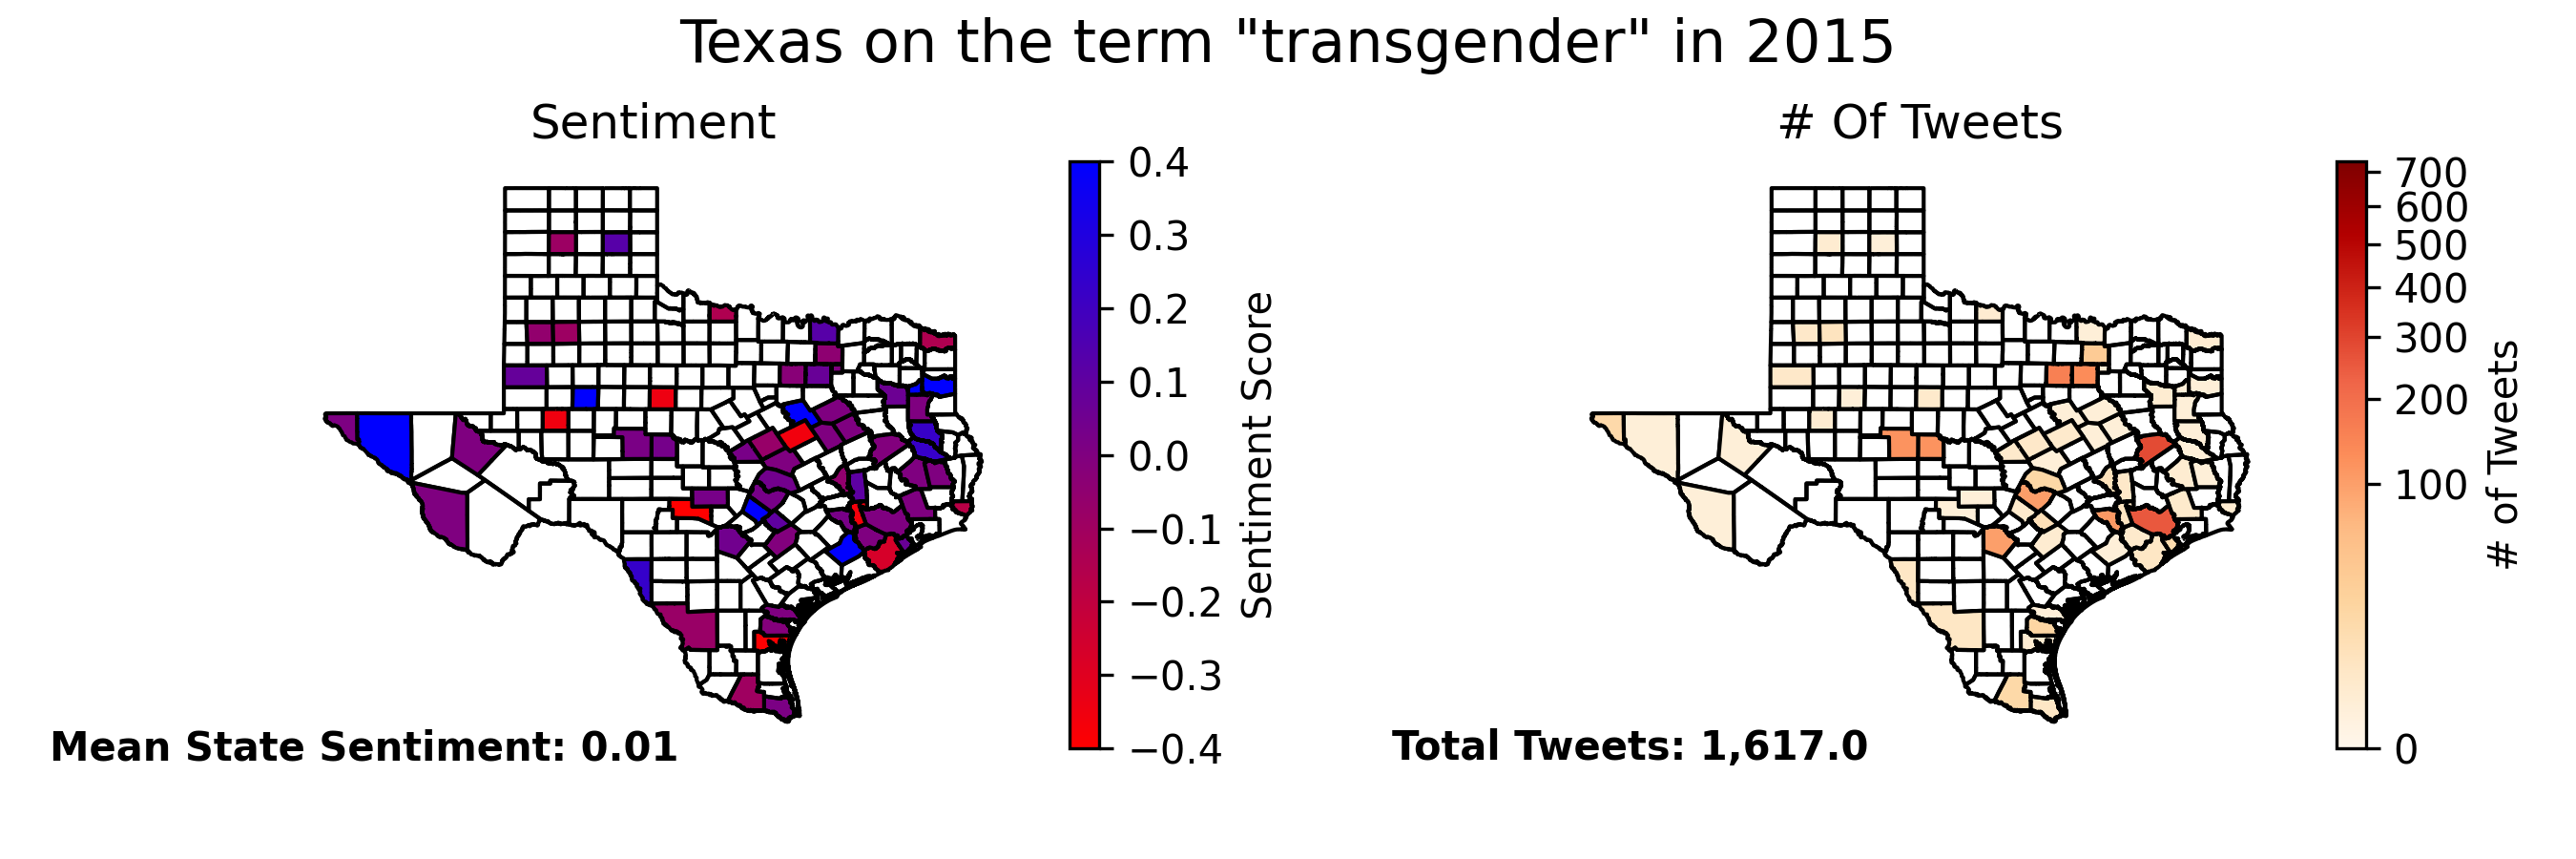 Texas on the term "transgender" in 2015
Sentiment
0.4
0.3
0.2
0.1
0.0
−0.1
−0.2
−0.3
−0.4
Sentiment Score
Mean State Sentiment: 0.01
# Of Tweets
700
600
500
400
300
200
100
0
# of Tweets
Total Tweets: 1,617.0